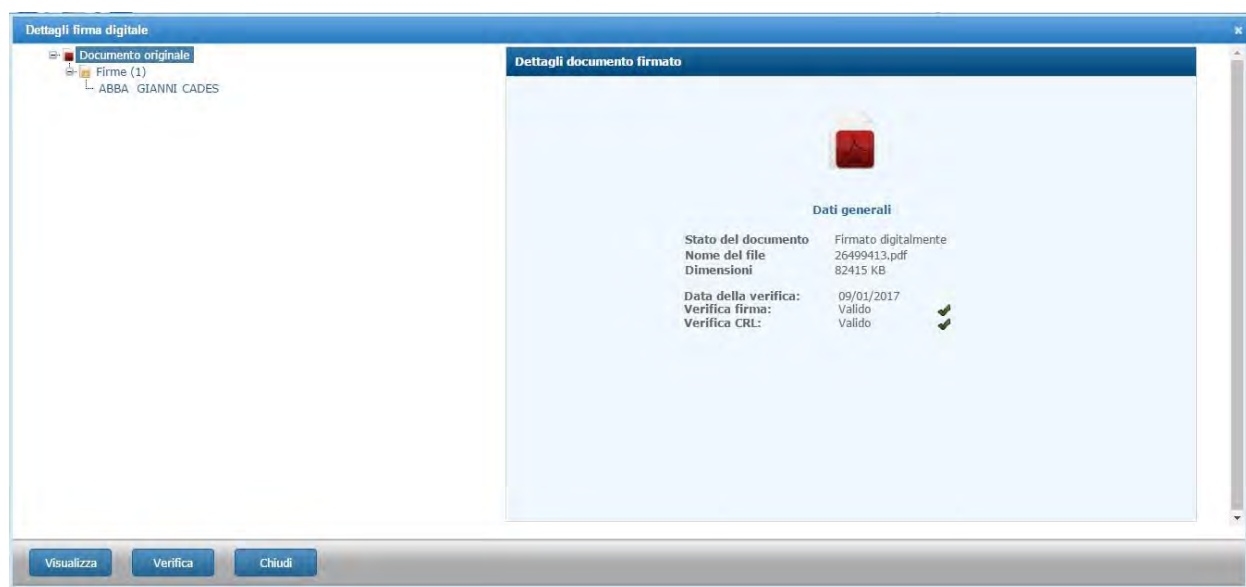 Dettagli firma digitale
x
Documento originale
Firme (1)
ABBA GIANNI CADES
Dettagli documento firmato
Dati generali
Stato del documento Firmato digitalmente
Nome del file 26499413.pdf
Dimensioni 82415 KB
Data della verifica: 09/01/2017
Verifica firma: Valido
Verifica CRL: Valido
Visualizza Verifica Chiudi